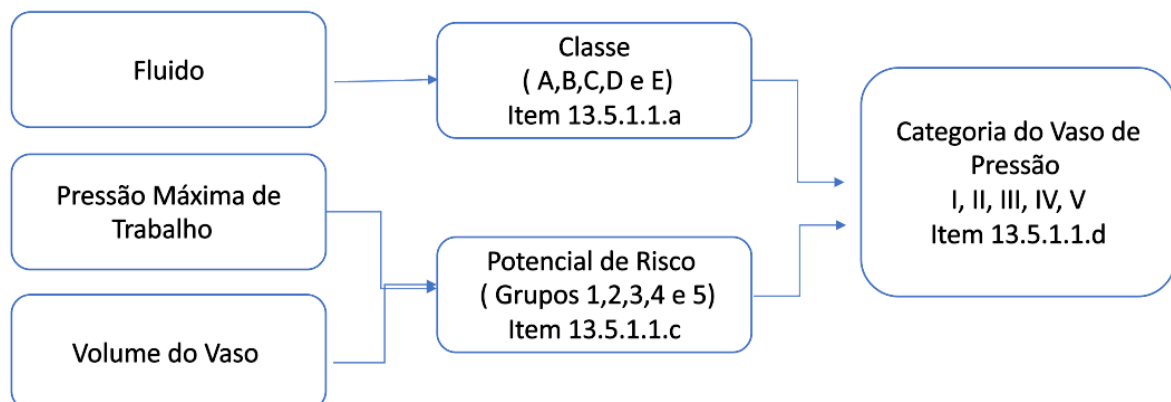 Fluido
Pressão Máxima de
Trabalho
Volume do Vaso
Classe
( A,B,C,D e E)
Item 13.5.1.1.a
Potencial de Risco
( Grupos 1,2,3,4 e 5)
Item 13.5.1.1.c
Categoria do Vaso de
Pressão
I, II, III, IV, V
Item 13.5.1.1.d